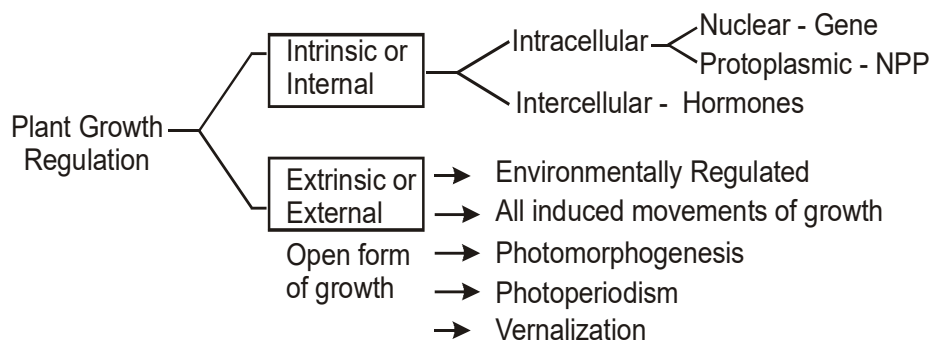 Plant Growth
Regulation
Intrinsic or
Internal
Intracellular
Nuclear - Gene
Protoplasmic - NPP
Intercellular - Hormones
Extrinsic or
External
Open form
of growth
Environmentally Regulated
All induced movements of growth
Photomorphogenesis
Photoperiodism
Vernalization